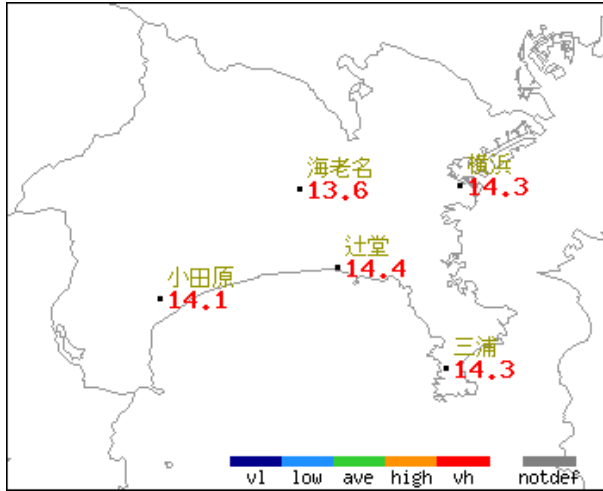 海老名
13.6
横浜
14.3
辻堂
14.4
小田原
14.1
三浦
14.3
vl low ave high vh notdef